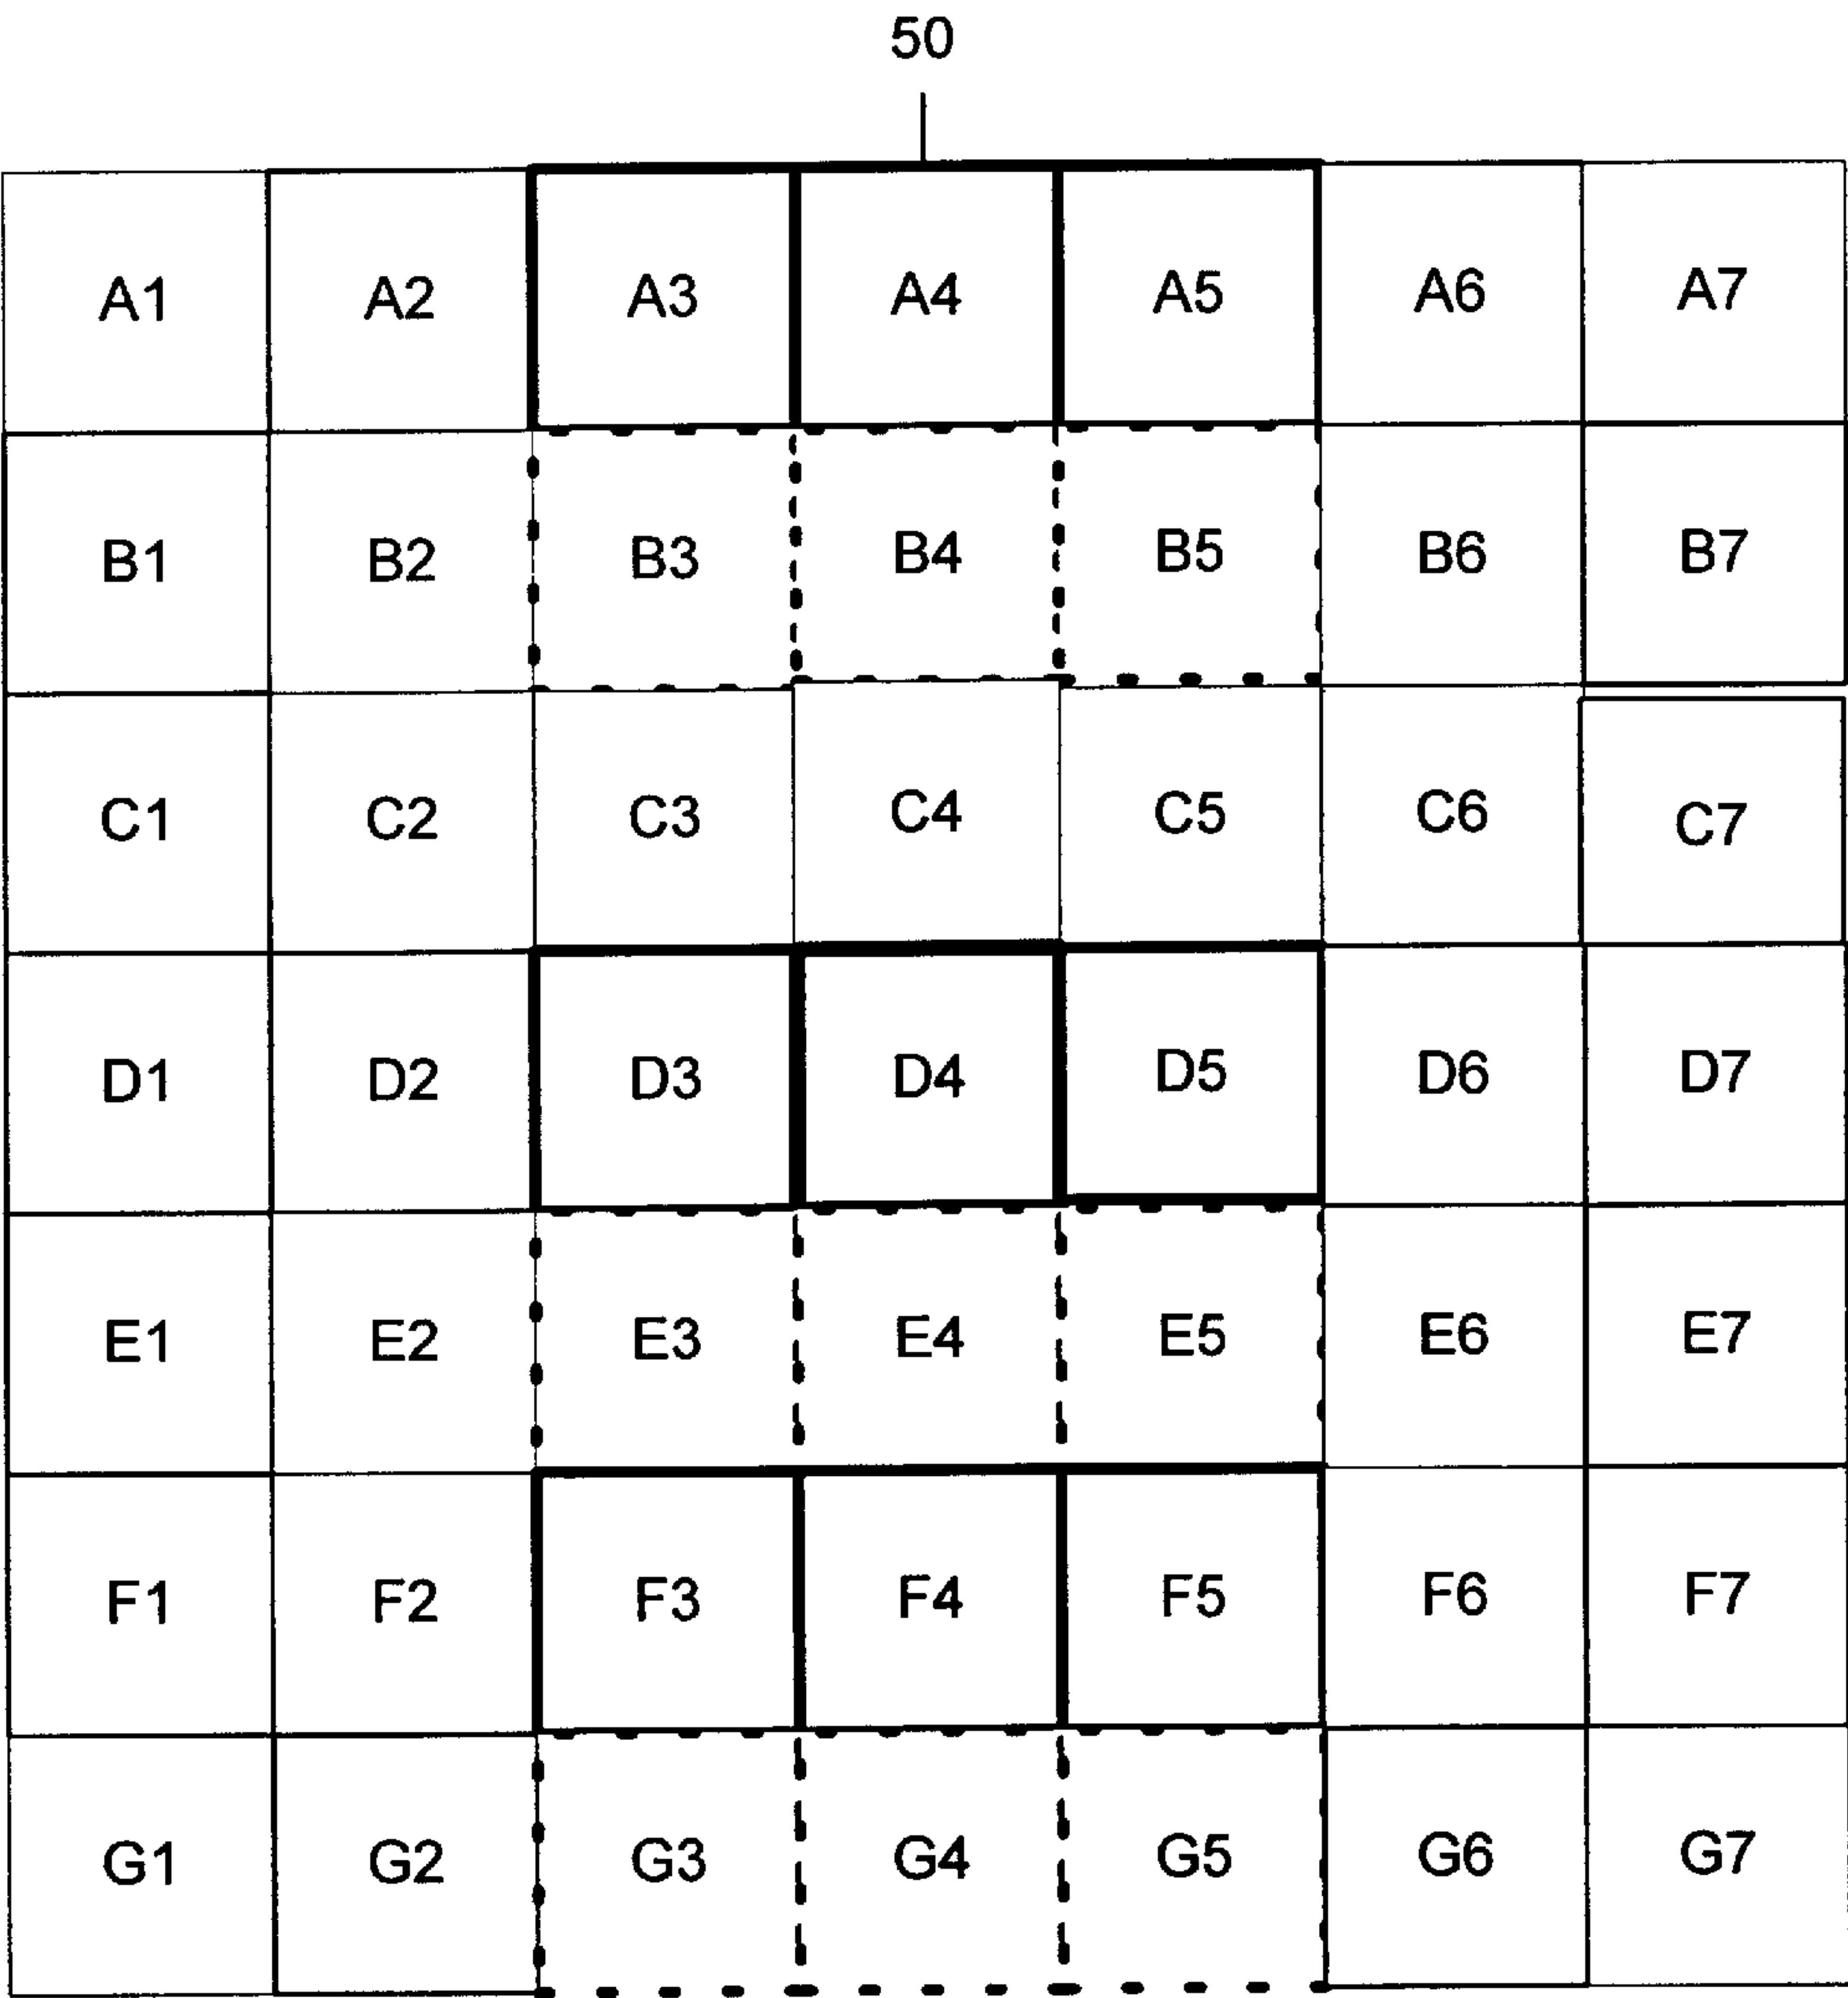 50
A1 A2 A3 A4 A5 A6 A7
B1 B2 B3 B4 B5 B6 B7
C1 C2 C3 C4 C5 C6 C7
D1 D2 D3 D4 D5 D6 D7
E1 E2 E3 E4 E5 E6 E7
F1 F2 F3 F4 F5 F6 F7
G1 G2 G3 G4 G5 G6 G7